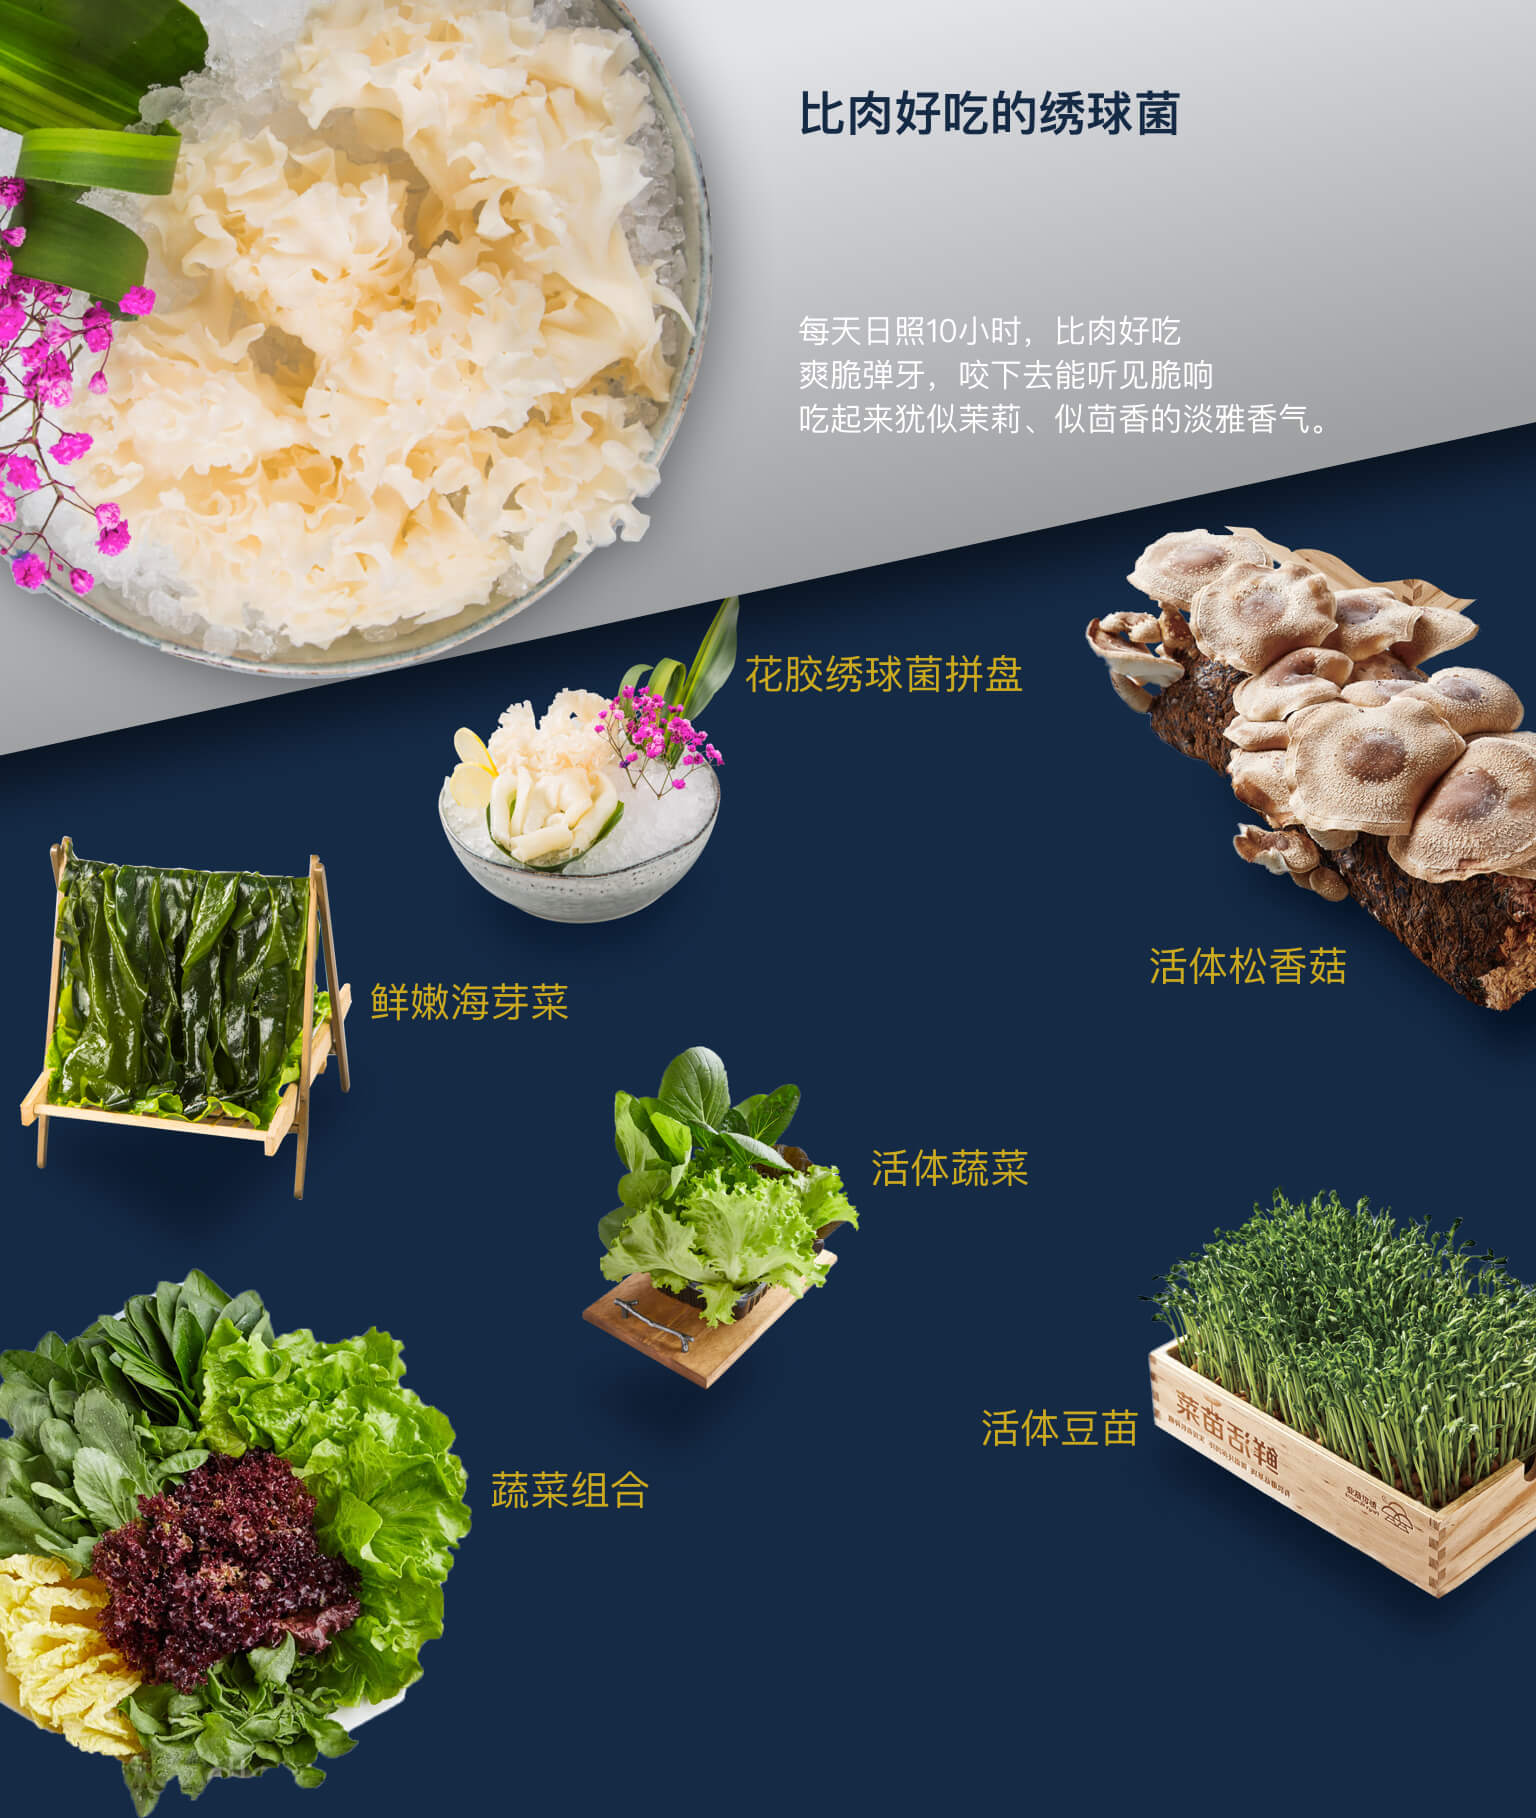 比肉好吃的绣球菌
每天日照10小时，比肉好吃
爽脆弹牙，咬下去能听见脆响
吃起来犹似茉莉、似茴香的淡雅香气。
花胶绣球菌拼盘
活体松香菇
鲜嫩海芽菜
活体蔬菜
活体豆苗
蔬菜组合